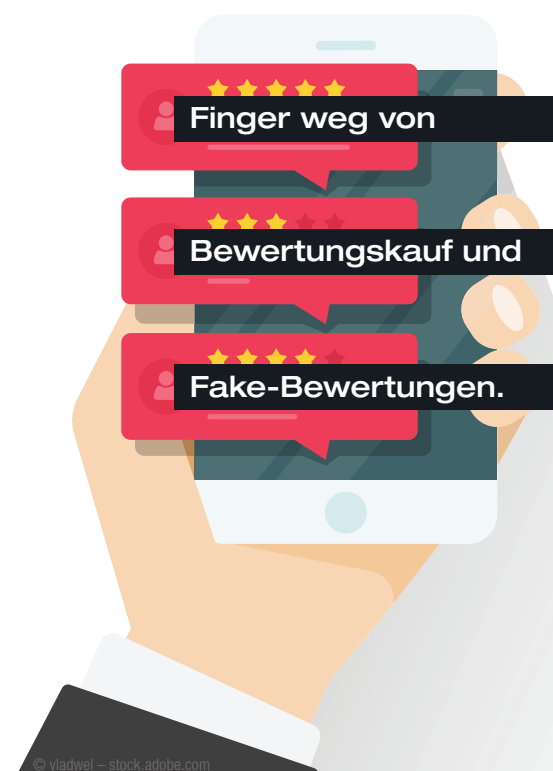 Finger weg von
Bewertungskauf und
Fake-Bewertungen.
© vladwel – stock.adobe.com